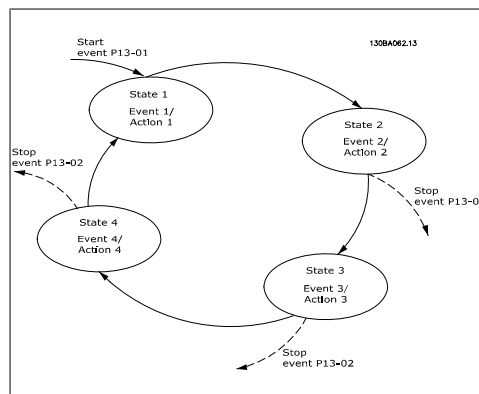 130BA062.13
Start
event P13-01
State 1
Event 1/
Action 1
State 2
Event 2/
Action 2
Stop
event P13-0
State 3
Event 3/
Action 3
Stop
event P13-02
State 4
Event 4/
Action 4
Stop
event P13-02